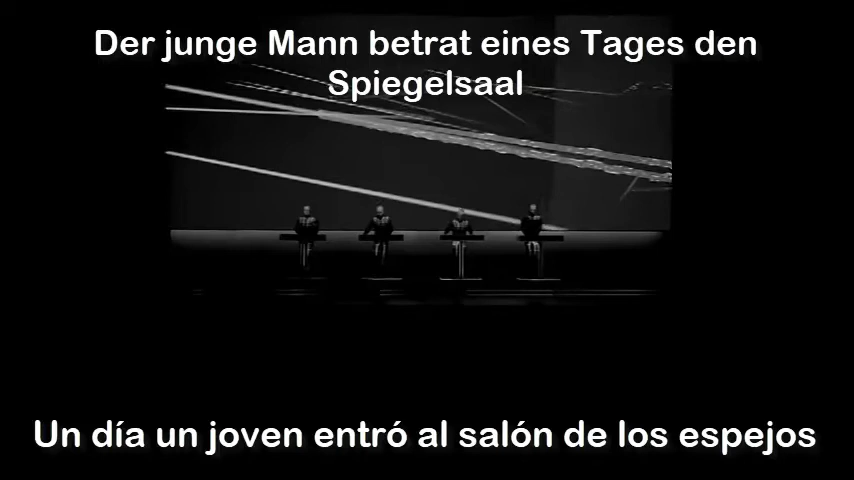 Der junge Mann betrat eines Tages den
Spiegelsaal
Un día un joven entró al salón de los espejos